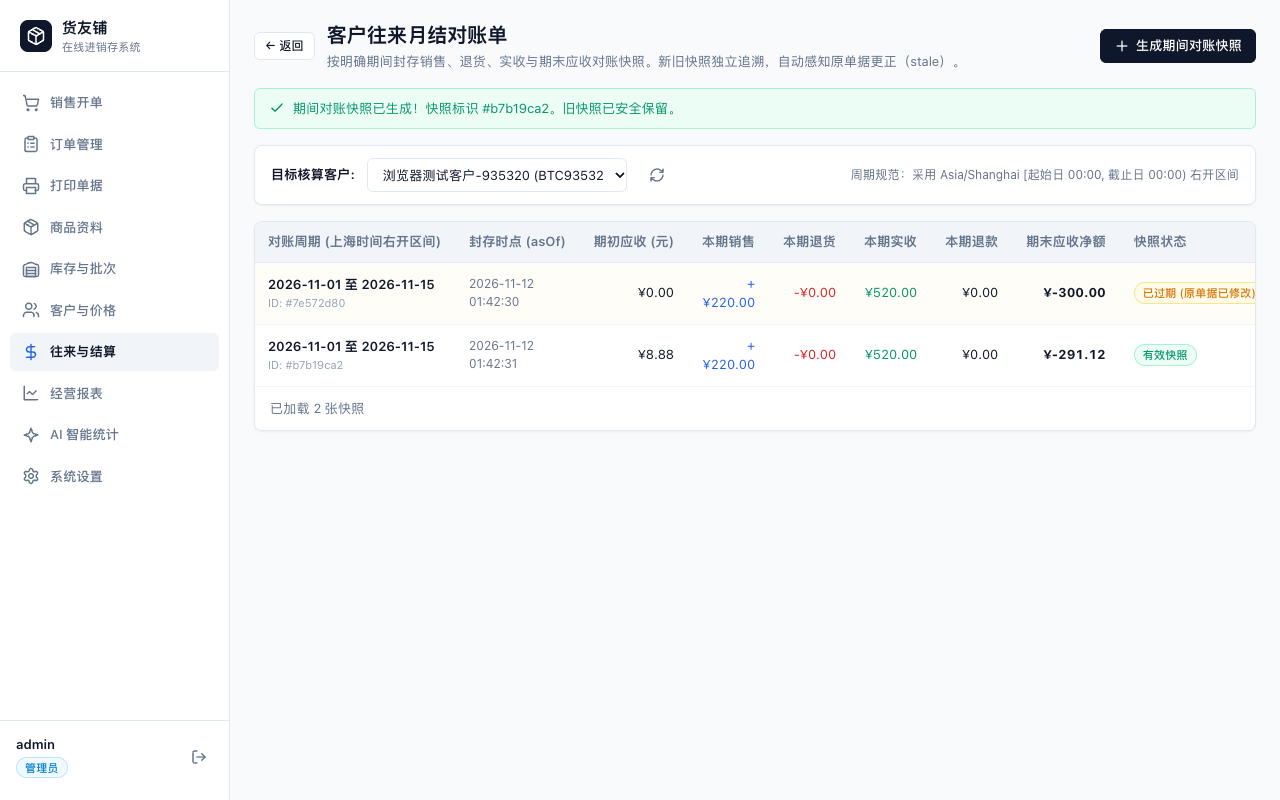 货友铺
在线进销存系统
销售开单
订单管理
打印单据
商品资料
库存与批次
客户与价格
往来与结算
经营报表
AI 智能统计
系统设置
admin
管理员
← 返回
客户往来月结对账单
按明确期间封存销售、退货、实收与期末应收对账快照。新旧快照独立追溯，自动感知原单据更正（stale）。
+ 生成期间对账快照
期间对账快照已生成！快照标识 #b7b19ca2。旧快照已安全保留。
目标核算客户: 浏览器测试客户-935320 (BTC93532
周期规范：采用 Asia/Shanghai [起始日 00:00, 截止日 00:00) 右开区间
对账周期 (上海时间右开区间) 封存时点 (asOf) 期初应收 (元) 本期销售 本期退货 本期实收 本期退款 期末应收净额 快照状态
2026-11-01 至 2026-11-15
ID: #7e572d80
2026-11-12
01:42:30
¥0.00
+
¥220.00
-¥0.00
¥520.00
¥0.00
¥-300.00
已过期 (原单据已修改)
2026-11-01 至 2026-11-15
ID: #b7b19ca2
2026-11-12
01:42:31
¥8.88
+
¥220.00
-¥0.00
¥520.00
¥0.00
¥-291.12
有效快照
已加载 2 张快照